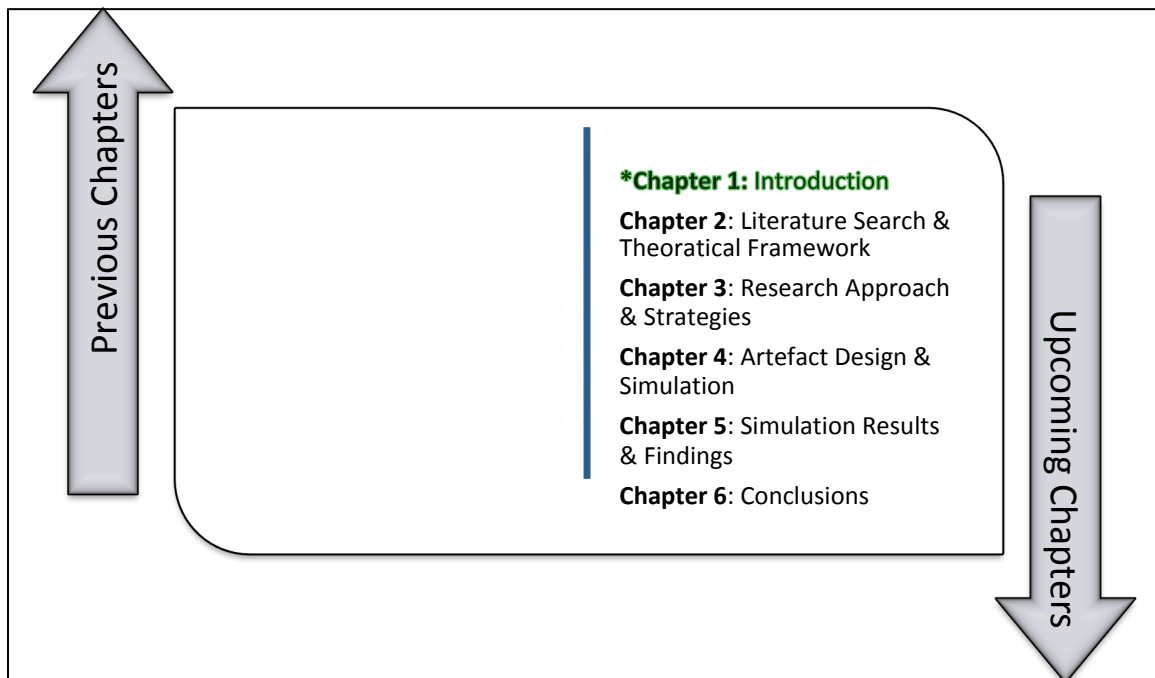 Previous Chapters
*Chapter 1: Introduction
Chapter 2: Literature Search &
Theoratical Framework
Chapter 3: Research Approach
& Strategies
Chapter 4: Artefact Design &
Simulation
Chapter 5: Simulation Results
& Findings
Chapter 6: Conclusions
Upcoming Chapters